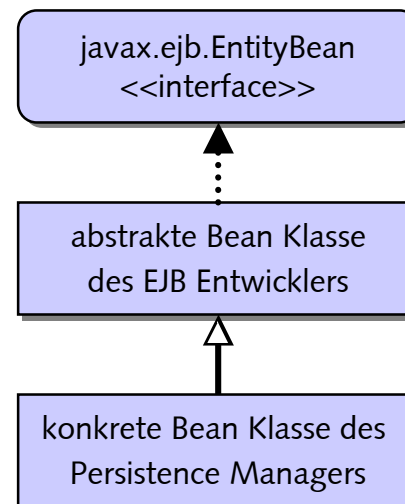 javax.ejb.EntityBean
<<interface>>
abstrakte Bean Klasse
des EJB Entwicklers
konkrete Bean Klasse des
Persistence Managers